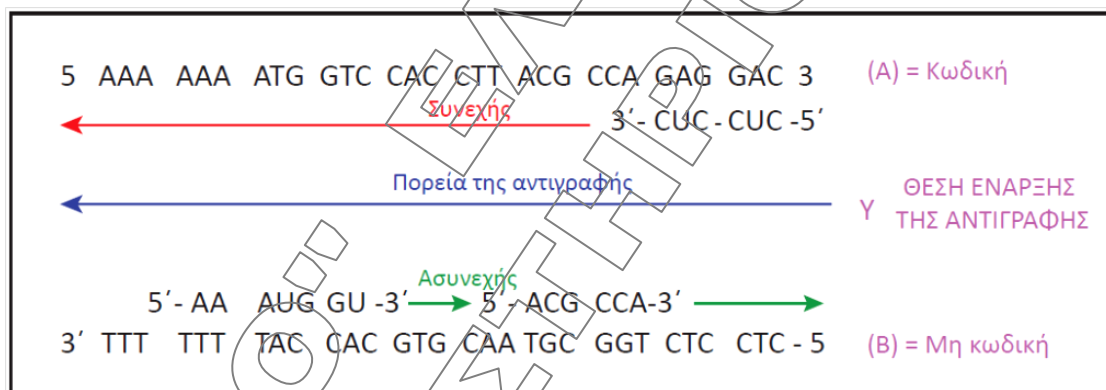 5 AAA AAA ATG GTC CAC CTT ACG CCA GAG GAC 3 (A) = Κωδική
Συνεχής
3΄- CUC - CUC -5΄
Πορεία της αντιγραφής
Υ ΘΕΣΗ ΕΝΑΡΞΗΣ
ΤΗΣ ΑΝΤΙΓΡΑΦΗΣ
Ασυνεχής
5΄- AA AUG GU -3΄ 5΄- ACG CCA-3΄
3΄ TTT TTT TAC CAC GTG CAA TGC GGT CTC CTC - 5 (Β) = Μη κωδική